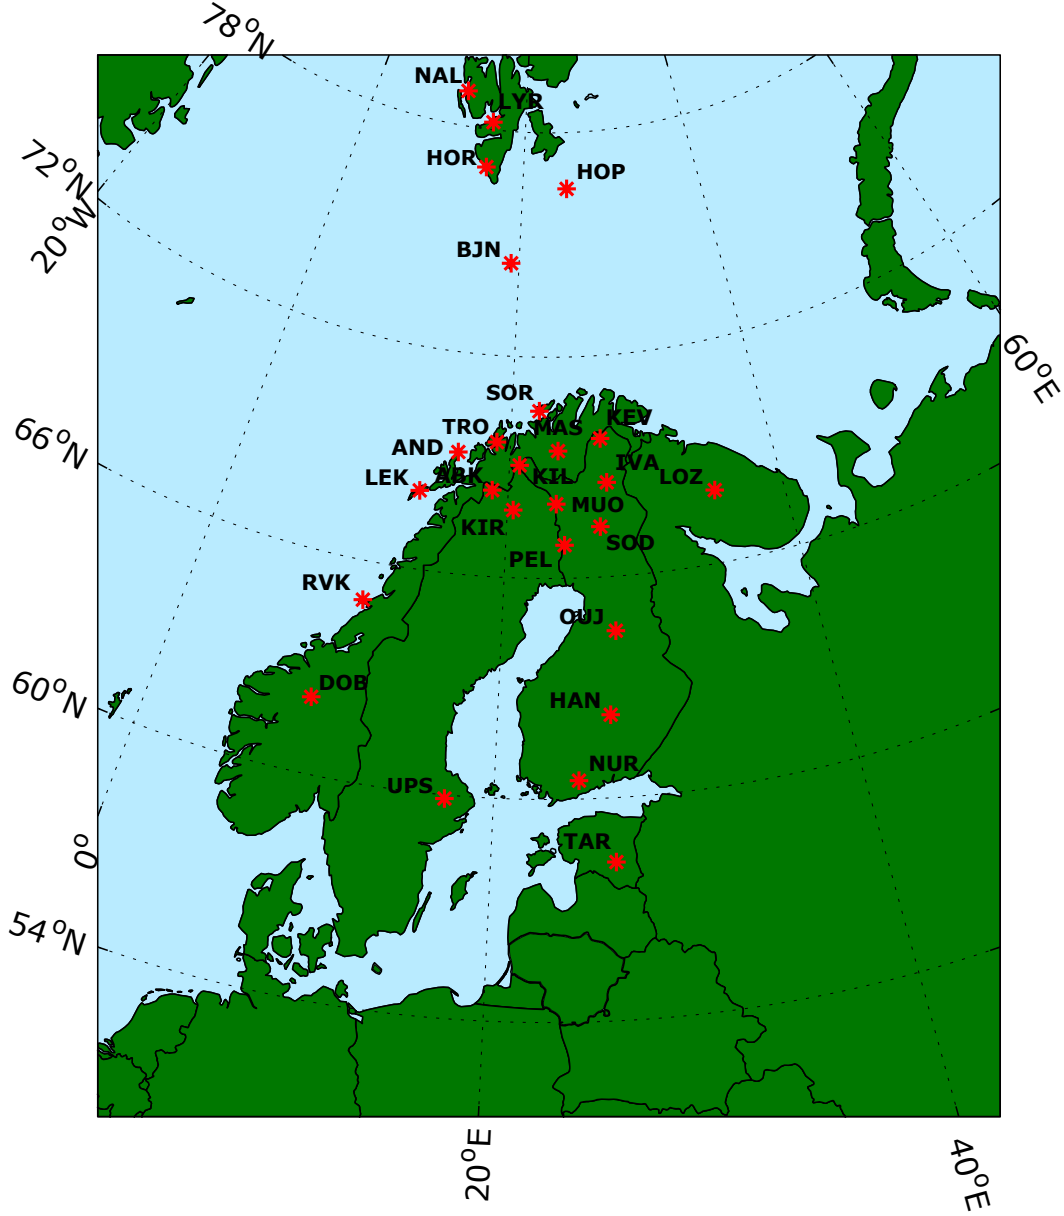 78°N
NAL
LYR
HOR
HOP
72°N
20°W
BJN
60°E
SOR
KEV
TRO
MAS
AND
IVA
66°N
LEK
ABK
KIL
LOZ
MUO
KIR
SOD
PEL
RVK
OUJ
DOB
60°N
HAN
NUR
UPS
TAR
0°
54°N
20°E
40°E